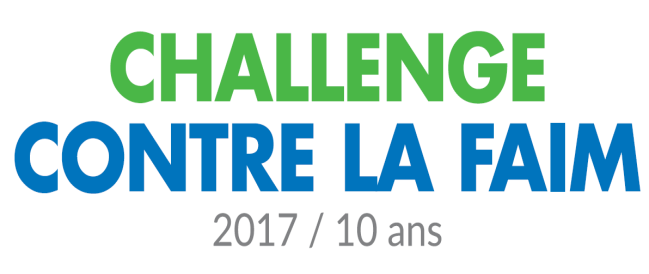 CHALLENGE
CONTRE LA FAIM
2017 / 10 ans